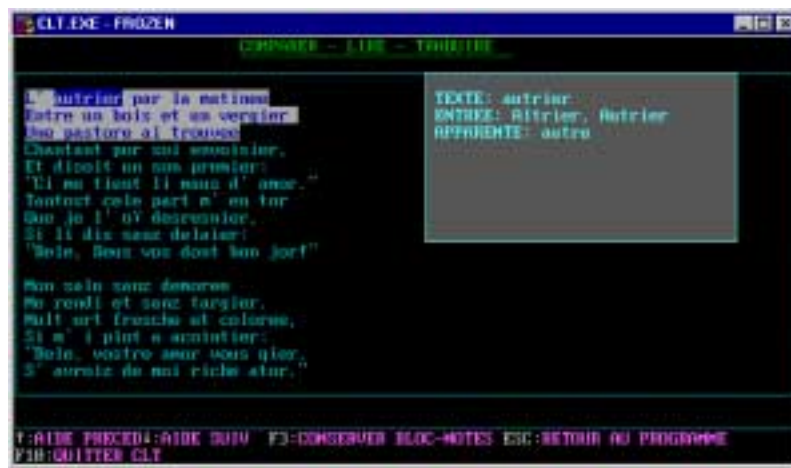 CLT.EXE - FROZEN
COMPARER - LIRE - TRADUIRE
L' autrier par la matinee
Entre un bois et un vergier
Une pastore ai trouvee
Chantant por soi envoisier,
Et disoit un son premier:
"Ci me tient li maus d' amor."
Tantost cele part m' en tor
Que je l' oÏ desresnier,
Si li dis sanz delaier:
"Bele, Deus vos dont bon jor!"
Mon salu sanz demoree
Me rendi et sanz targier.
Mult ert fresche et coloree,
Si m' i plot a acointier:
"Bele, vostre amor vous qier,
S' avroiz de moi riche ator."
TEXTE: autrier
ENTREE: Altrier, Autrier
APPARENTE: autre
↑:AIDE PRECED↓:AIDE SUIV F3:CONSERVER BLOC-NOTES ESC:RETOUR AU PROGRAMME
F10:QUITTER CLT